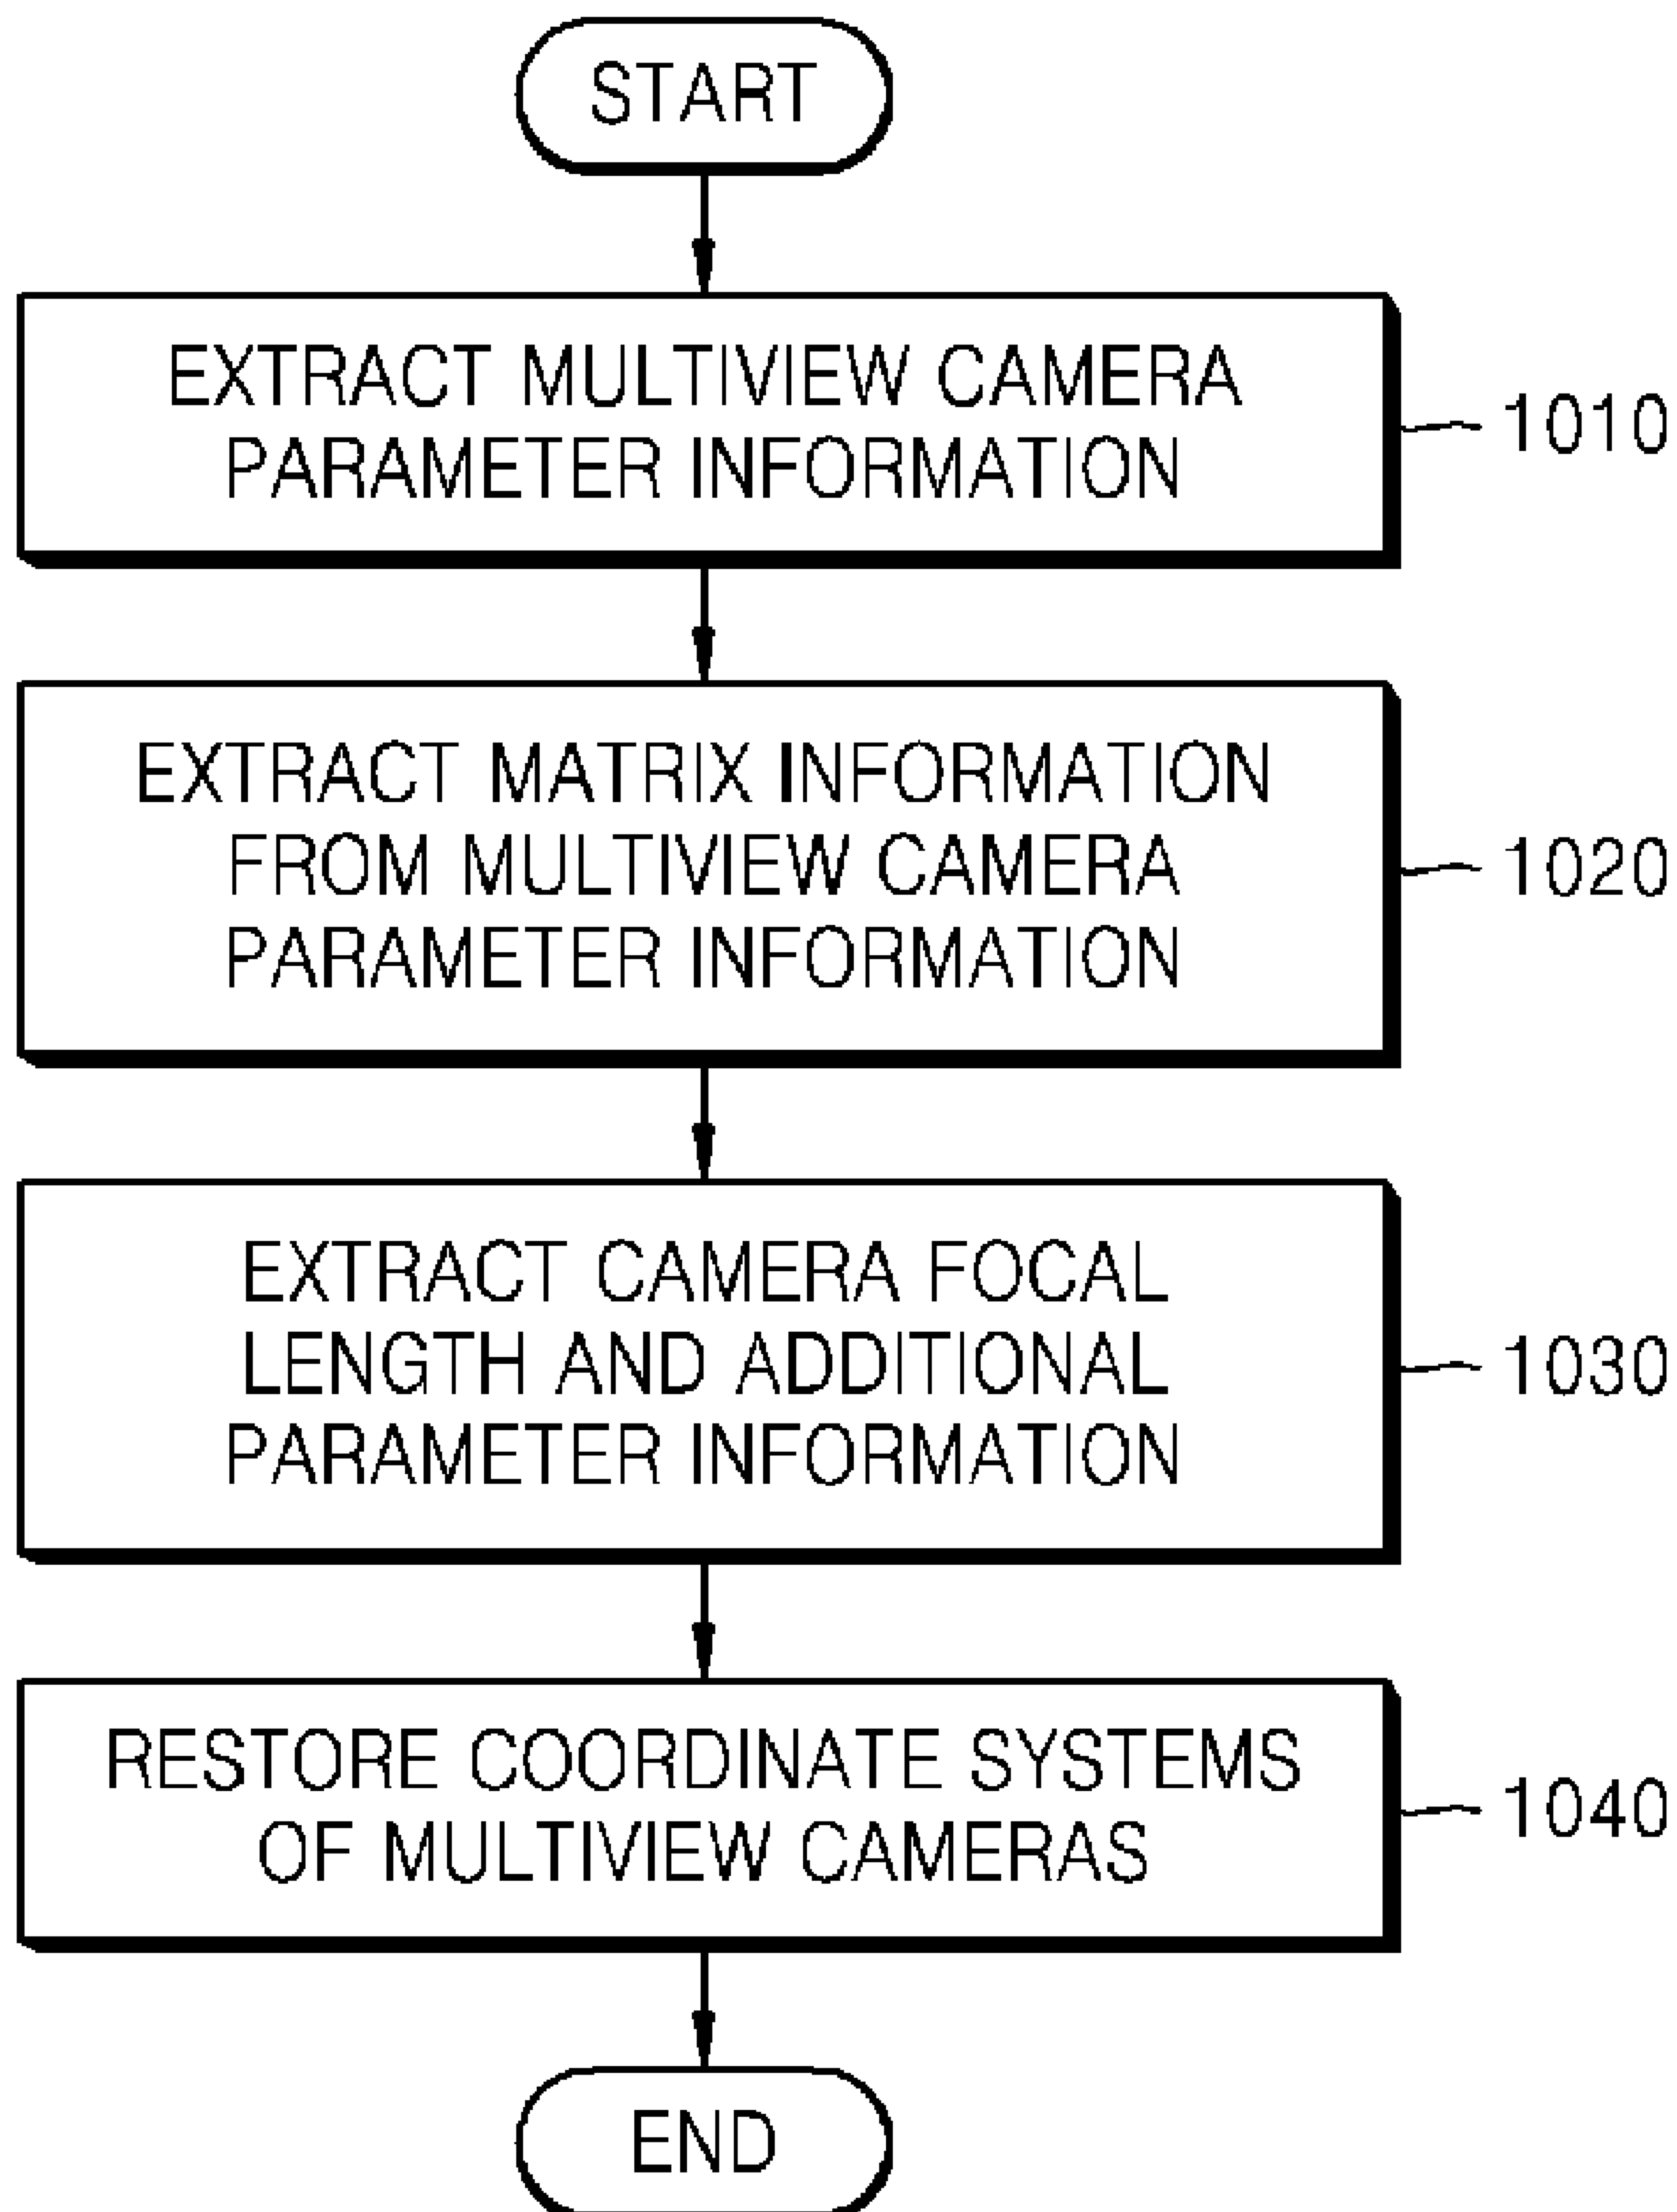 START
EXTRACT MULTIVIEW CAMERA
PARAMETER INFORMATION
1010
EXTRACT MATRIX INFORMATION
FROM MULTIVIEW CAMERA
PARAMETER INFORMATION
1020
EXTRACT CAMERA FOCAL
LENGTH AND ADDITIONAL
PARAMETER INFORMATION
1030
RESTORE COORDINATE SYSTEMS
OF MULTIVIEW CAMERAS
1040
END